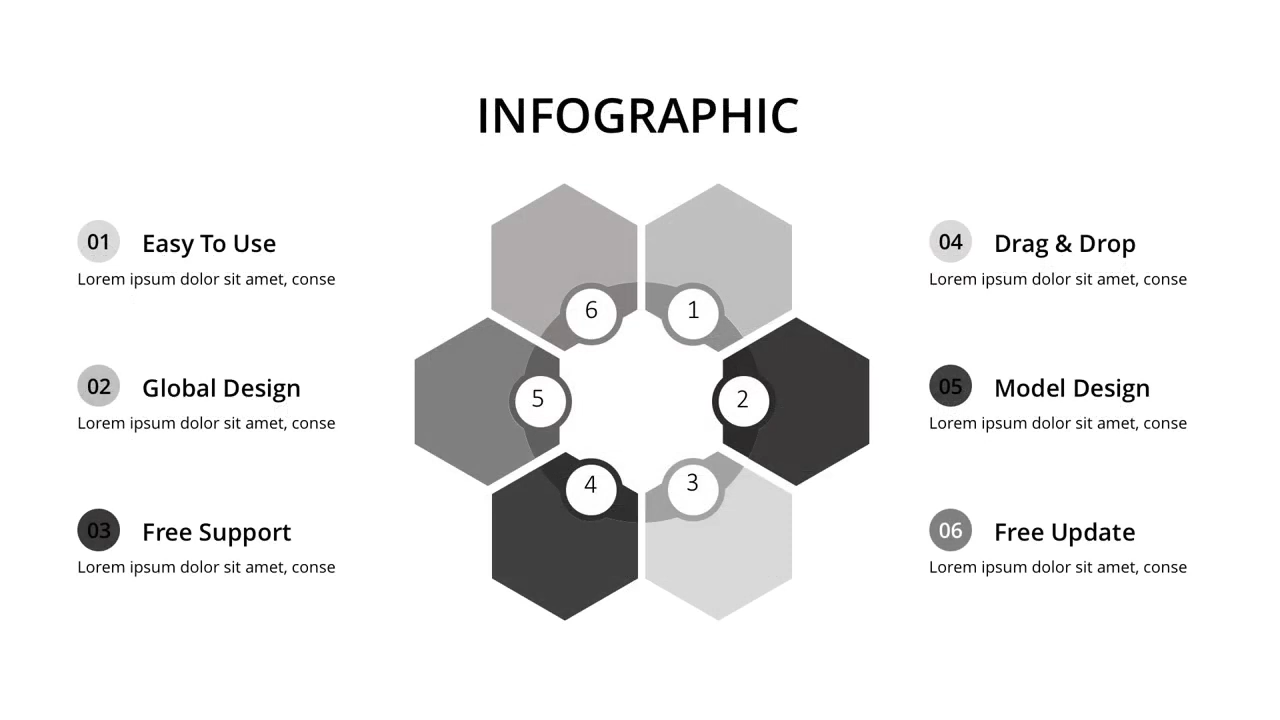 INFOGRAPHIC
01
Easy To Use
Lorem ipsum dolor sit amet, conse
02
Global Design
Lorem ipsum dolor sit amet, conse
03
Free Support
Lorem ipsum dolor sit amet, conse
6
1
5
2
4
3
04
Drag & Drop
Lorem ipsum dolor sit amet, conse
05
Model Design
Lorem ipsum dolor sit amet, conse
06
Free Update
Lorem ipsum dolor sit amet, conse